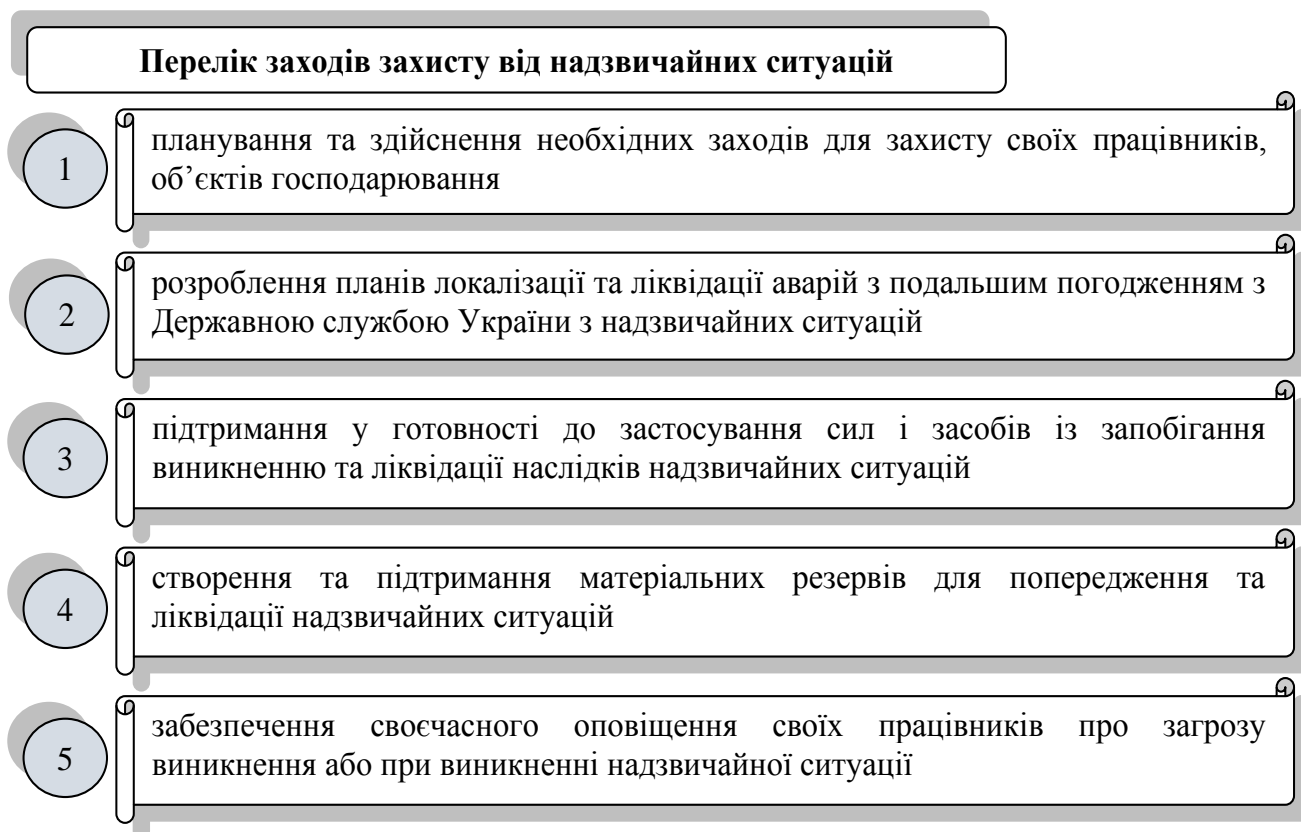 Перелік заходів захисту від надзвичайних ситуацій
1
планування та здійснення необхідних заходів для захисту своїх працівників,
об’єктів господарювання
2
розроблення планів локалізації та ліквідації аварій з подальшим погодженням з
Державною службою України з надзвичайних ситуацій
3
підтримання у готовності до застосування сил і засобів із запобігання
виникненню та ліквідації наслідків надзвичайних ситуацій
4
створення та підтримання матеріальних резервів для попередження та
ліквідації надзвичайних ситуацій
5
забезпечення своєчасного оповіщення своїх працівників про загрозу
виникнення або при виникненні надзвичайної ситуації